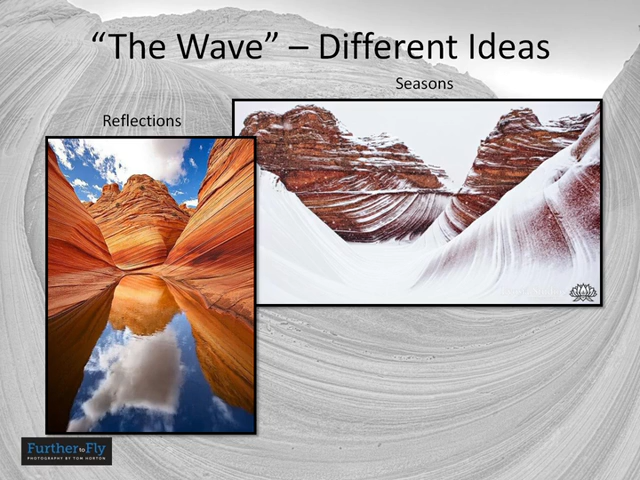 “The Wave” – Different Ideas
Seasons
Reflections
Further to Fly
PHOTOGRAPHY BY TOM HORTON